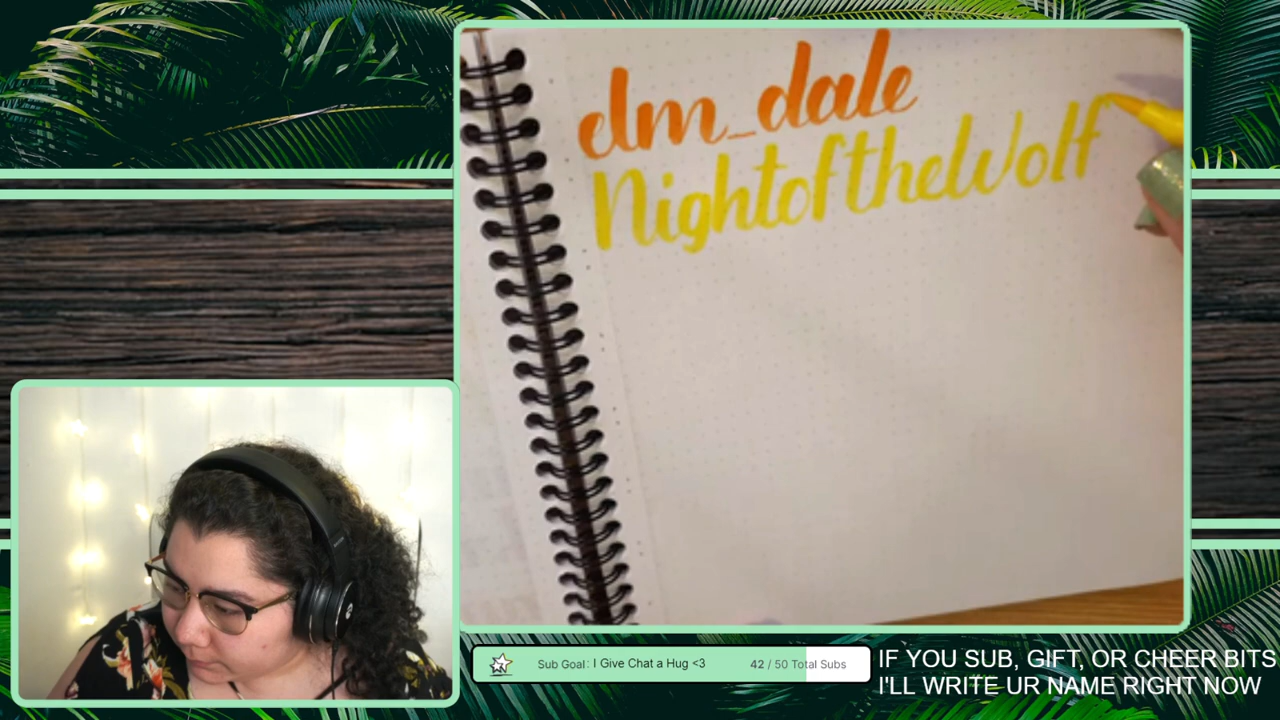 dm_dale
NightoftheWolf
Sub Goal: I Give Chat a Hug <3
42 / 50 Total Subs
IF YOU SUB, GIFT, OR CHEER BITS
I'LL WRITE UR NAME RIGHT NOW